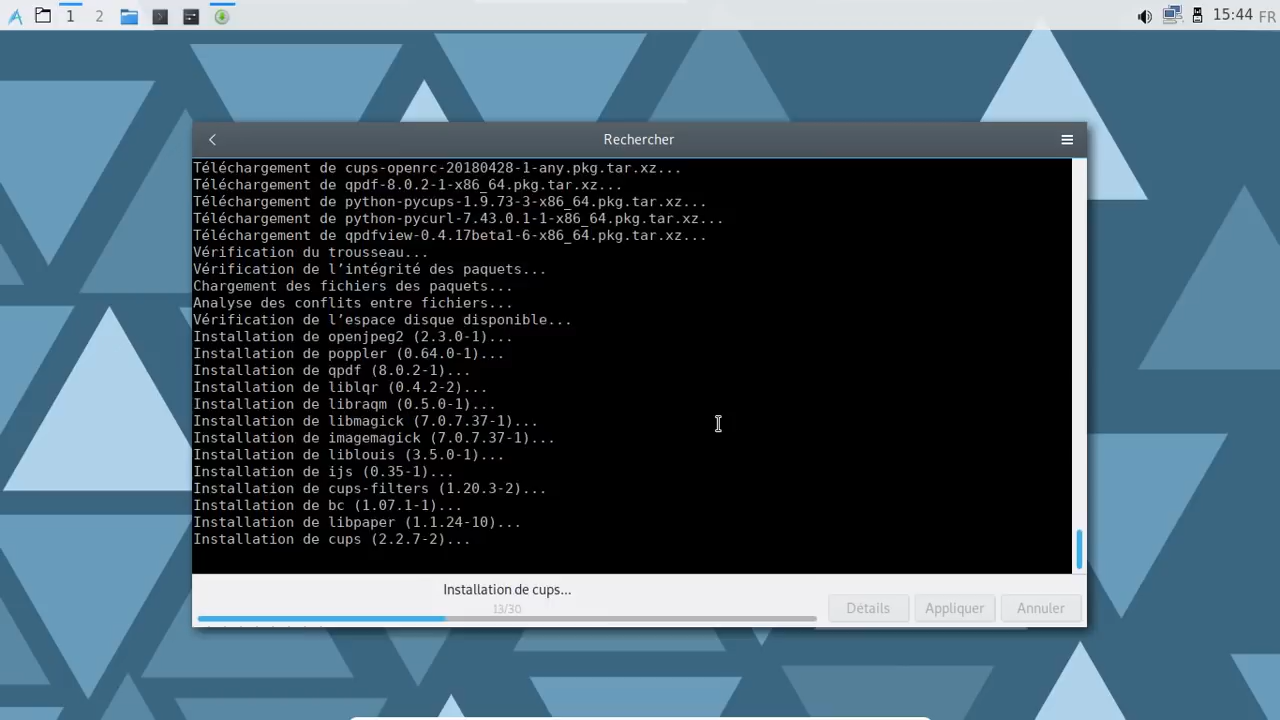 1 2 15:44 FR
Rechercher
Téléchargement de cups-openrc-20180428-1-any.pkg.tar.xz...
Téléchargement de qpdf-8.0.2-1-x86_64.pkg.tar.xz...
Téléchargement de python-pycups-1.9.73-3-x86_64.pkg.tar.xz...
Téléchargement de python-pycurl-7.43.0.1-1-x86_64.pkg.tar.xz...
Téléchargement de qpdfview-0.4.17beta1-6-x86_64.pkg.tar.xz...
Vérification du trousseau...
Vérification de l’intégrité des paquets...
Chargement des fichiers des paquets...
Analyse des conflits entre fichiers...
Vérification de l’espace disque disponible...
Installation de openjpeg2 (2.3.0-1)...
Installation de poppler (0.64.0-1)...
Installation de qpdf (8.0.2-1)...
Installation de liblqr (0.4.2-2)...
Installation de libraqm (0.5.0-1)...
Installation de libmagick (7.0.7.37-1)...
Installation de imagemagick (7.0.7.37-1)...
Installation de liblouis (3.5.0-1)...
Installation de ijs (0.35-1)...
Installation de cups-filters (1.20.3-2)...
Installation de bc (1.07.1-1)...
Installation de libpaper (1.1.24-10)...
Installation de cups (2.2.7-2)...
Installation de cups...
13/30
Détails Appliquer Annuler